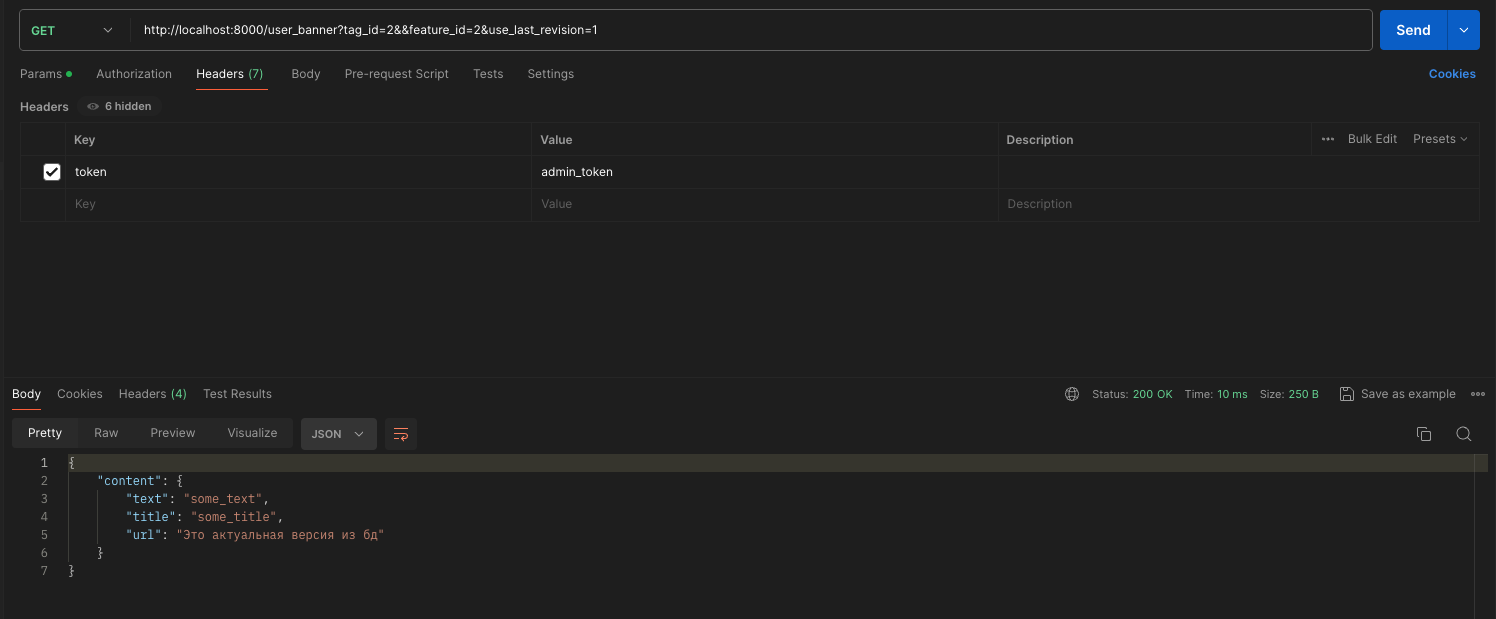 GET http://localhost:8000/user_banner?tag_id=2&&feature_id=2&use_last_revision=1 Send
Params Authorization Headers (7) Body Pre-request Script Tests Settings Cookies
Headers 6 hidden
Key Value Description ••• Bulk Edit Presets
token admin_token
Key Value Description
Body Cookies Headers (4) Test Results Status: 200 OK Time: 10 ms Size: 250 B Save as example •••
Pretty Raw Preview Visualize JSON
1 {
2 "content": {
3 "text": "some_text",
4 "title": "some_title",
5 "url": "Это актуальная версия из бд"
6 }
7 }